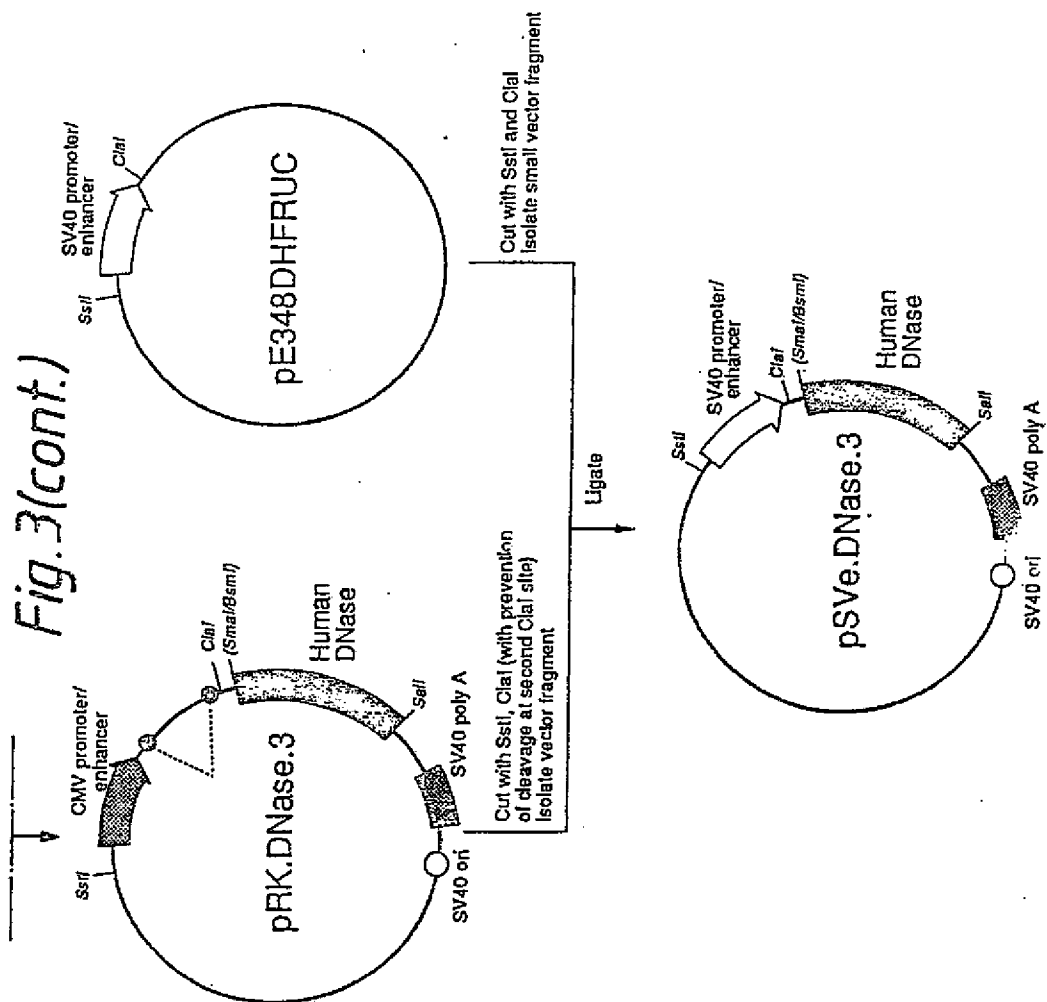 Fig.3(cont.)
SstI
CMV promoter/
enhancer
ClaI
(SmaI/BsmI)
Human
DNase
SalI
SV40 poly A
SV40 ori
pRK.DNase.3
SstI
SV40 promoter/
enhancer
ClaI
pE348DHFRUC
Cut with SstI, ClaI (with prevention
of cleavage at second ClaI site)
Isolate vector fragment
Cut with SstI and ClaI
Isolate small vector fragment
Ligate
SstI
SV40 promoter/
enhancer
ClaI
(SmaI/BsmI)
Human
DNase
SalI
SV40 poly A
SV40 ori
pSVe.DNase.3